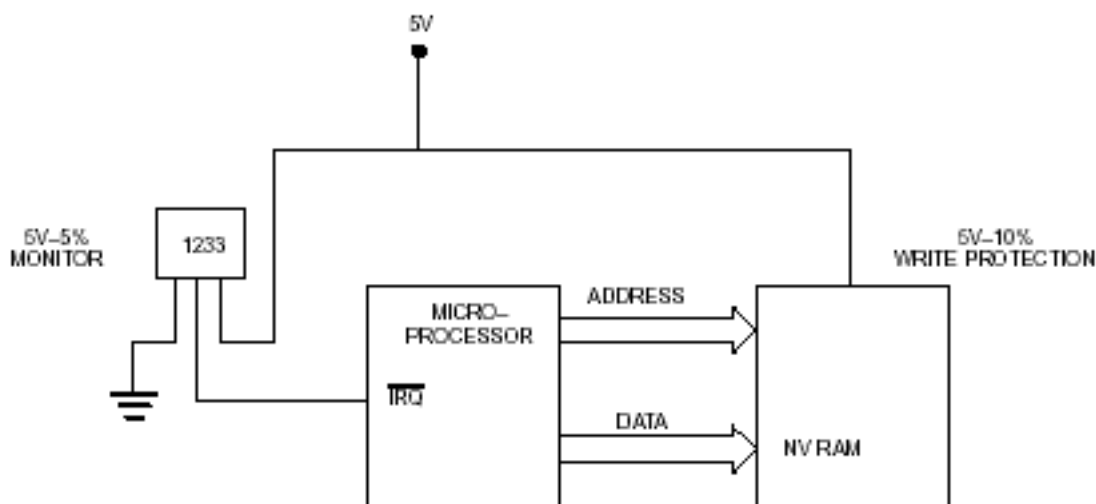 5V
5V–5%
MONITOR
1233
5V–10%
WRITE PROTECTION
MICRO–
PROCESSOR
ADDRESS
IRQ
DATA
NV RAM